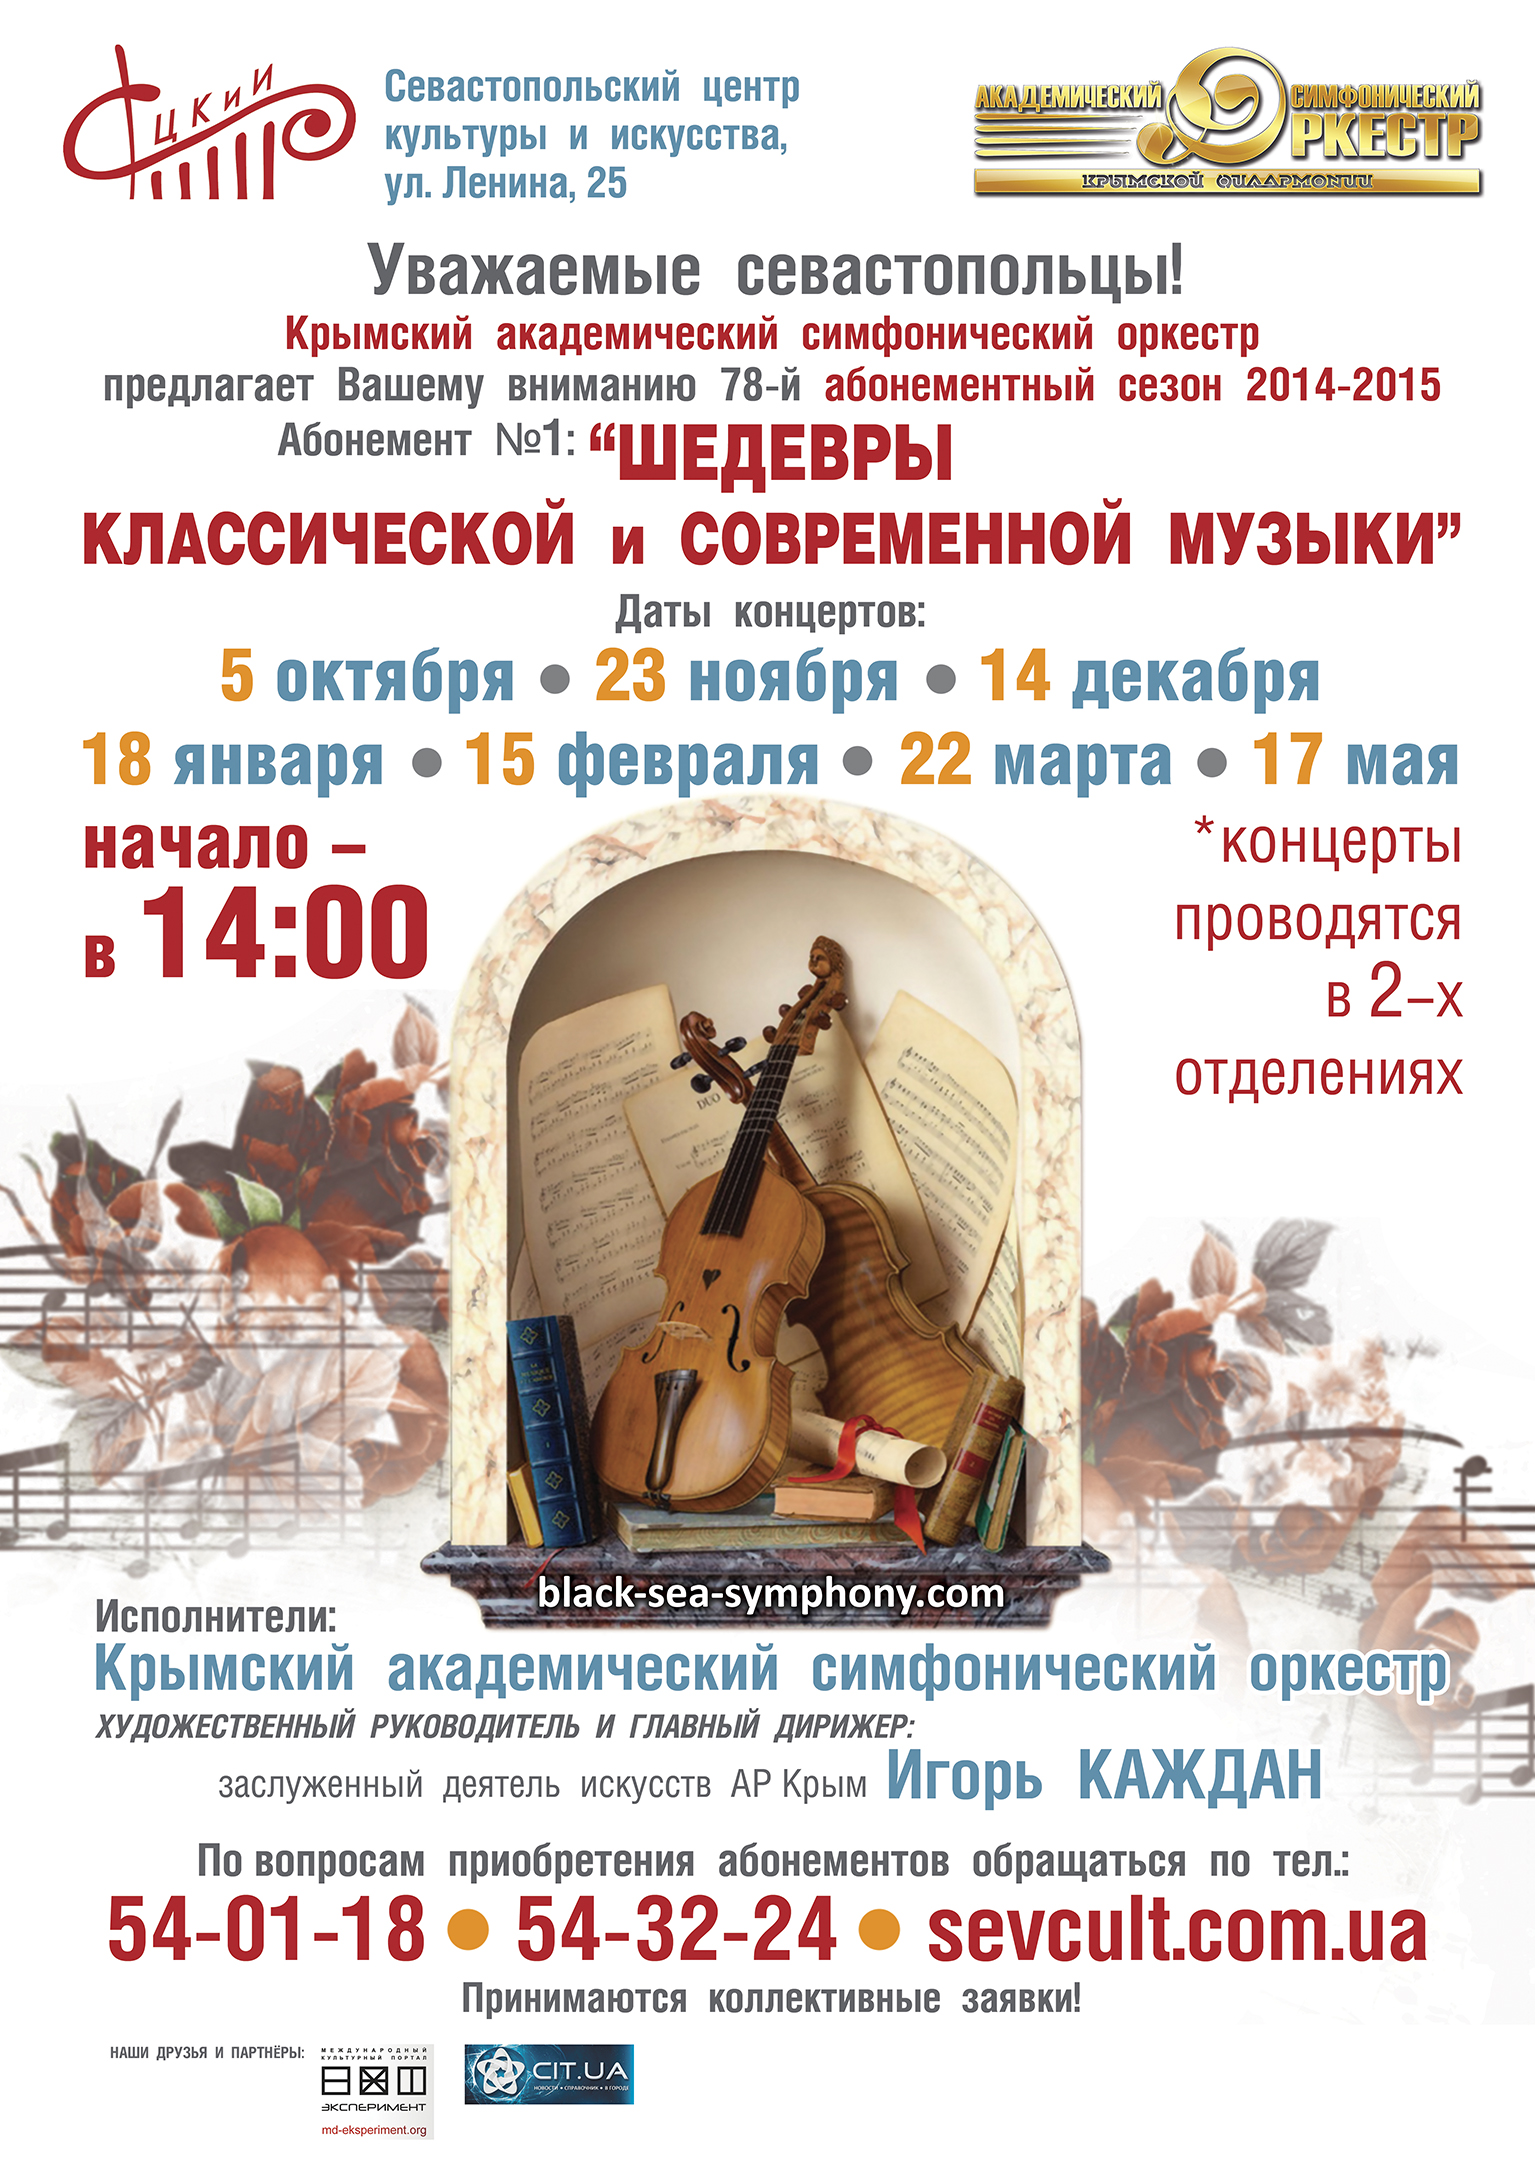 ЦКиИ
Севастопольский центр
культуры и искусства,
ул. Ленина, 25
АКАДЕМИЧЕСКИЙ СИМФОНИЧЕСКИЙ
ОРКЕСТР
КРЫМСКОЙ ФИЛАРМОНИИ
Уважаемые севастопольцы!
Крымский академический симфонический оркестр
предлагает Вашему вниманию 78-й абонементный сезон 2014-2015
Абонемент №1: “ШЕДЕВРЫ
КЛАССИЧЕСКОЙ и СОВРЕМЕННОЙ МУЗЫКИ”
Даты концертов:
5 октября ● 23 ноября ● 14 декабря
18 января ● 15 февраля ● 22 марта ● 17 мая
начало –
в 14:00
*концерты
проводятся
в 2–х
отделениях
DUO
black-sea-symphony.com
Исполнители:
Крымский академический симфонический оркестр
ХУДОЖЕСТВЕННЫЙ РУКОВОДИТЕЛЬ И ГЛАВНЫЙ ДИРИЖЕР:
заслуженный деятель искусств АР Крым Игорь КАЖДАН
По вопросам приобретения абонементов обращаться по тел.:
54-01-18 ● 54-32-24 ● sevcult.com.ua
Принимаются коллективные заявки!
НАШИ ДРУЗЬЯ И ПАРТНЁРЫ:
МЕЖДУНАРОДНЫЙ
КУЛЬТУРНЫЙ ПОРТАЛ
ЭКСПЕРИМЕНТ
md-eksperiment.org
CIT.UA
НОВОСТИ • СПРАВОЧНИК • В ГОРОДЕ